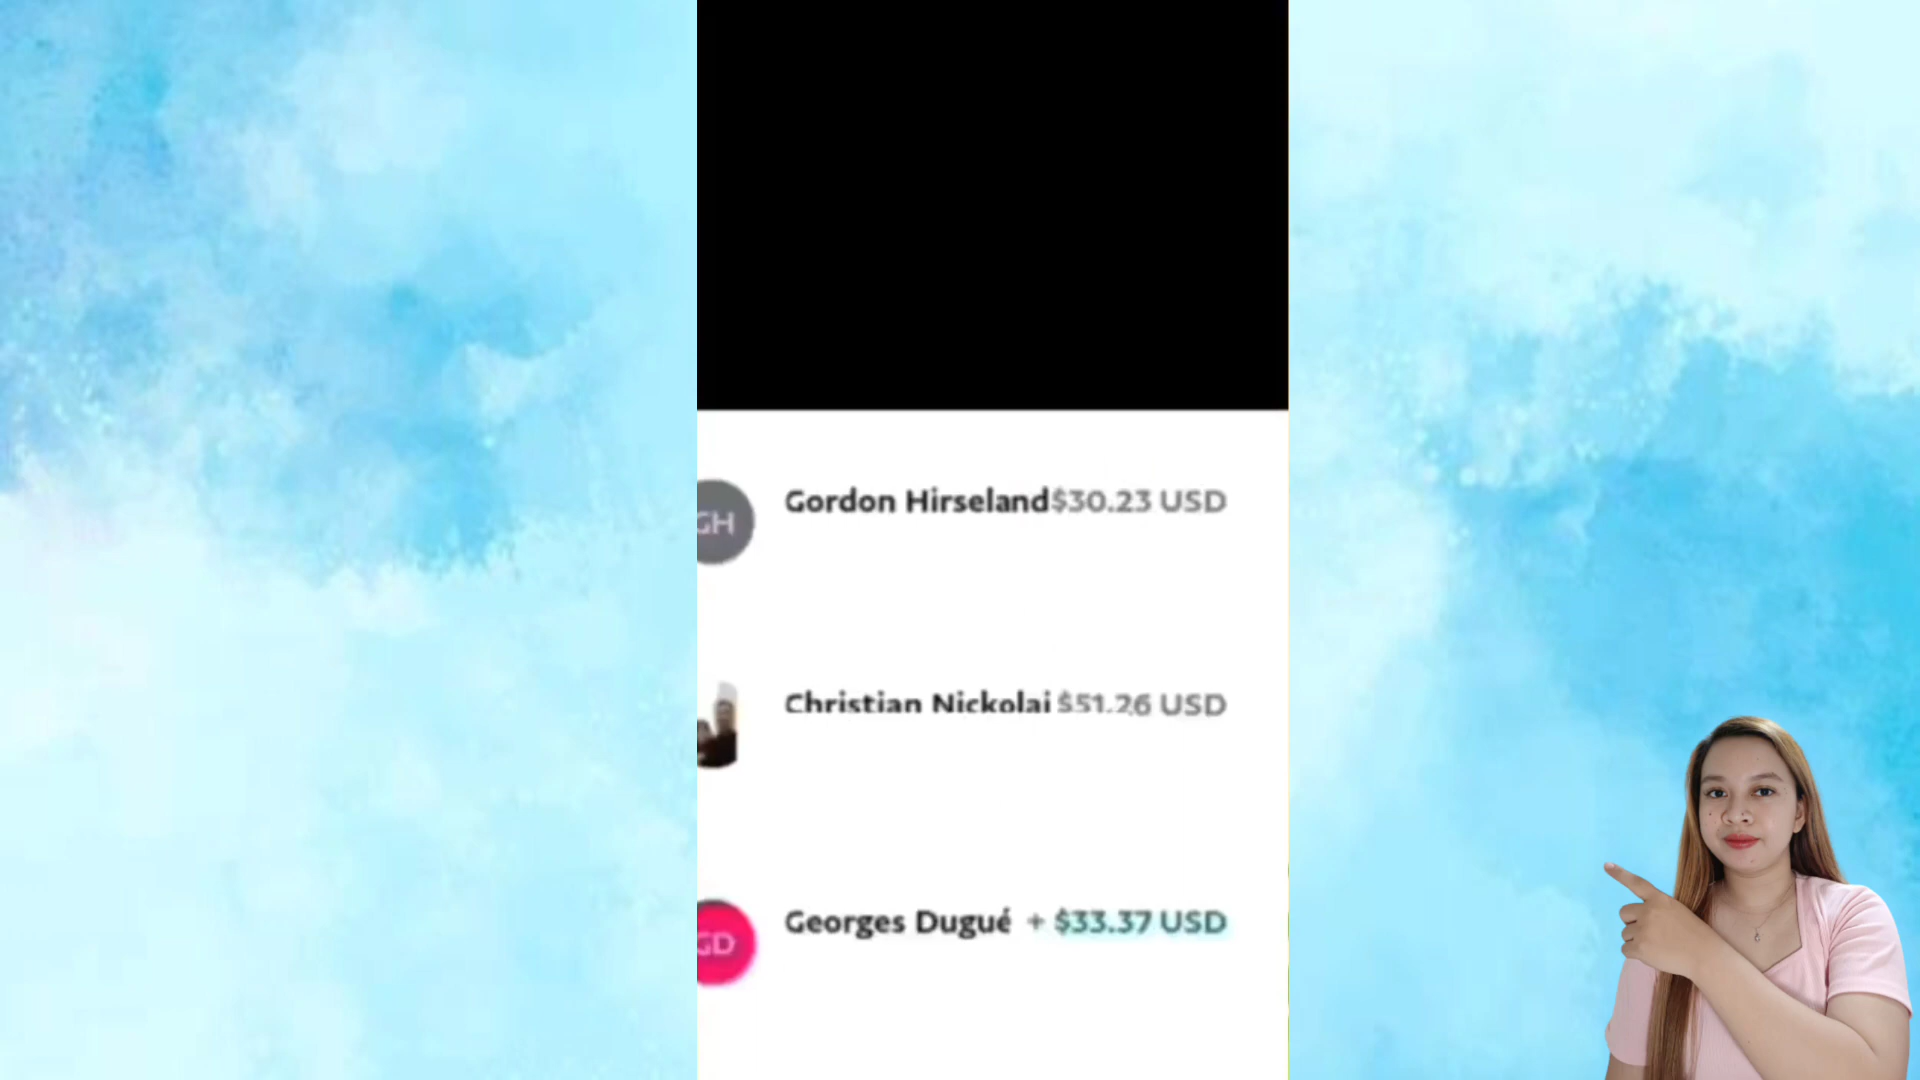 GH
Gordon Hirseland $30.23 USD
Christian Nickolai $51.26 USD
GD
Georges Dugué + $33.37 USD